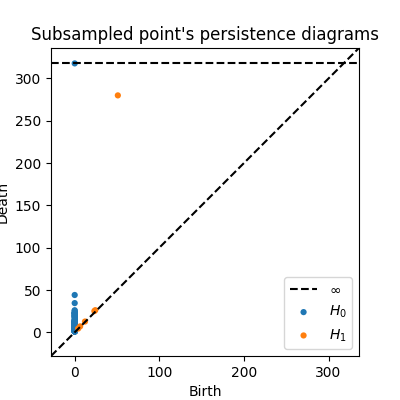 Subsampled point's persistence diagrams
300
250
200
150
100
50
0
Death
∞
H₀
H₁
0 100 200 300
Birth